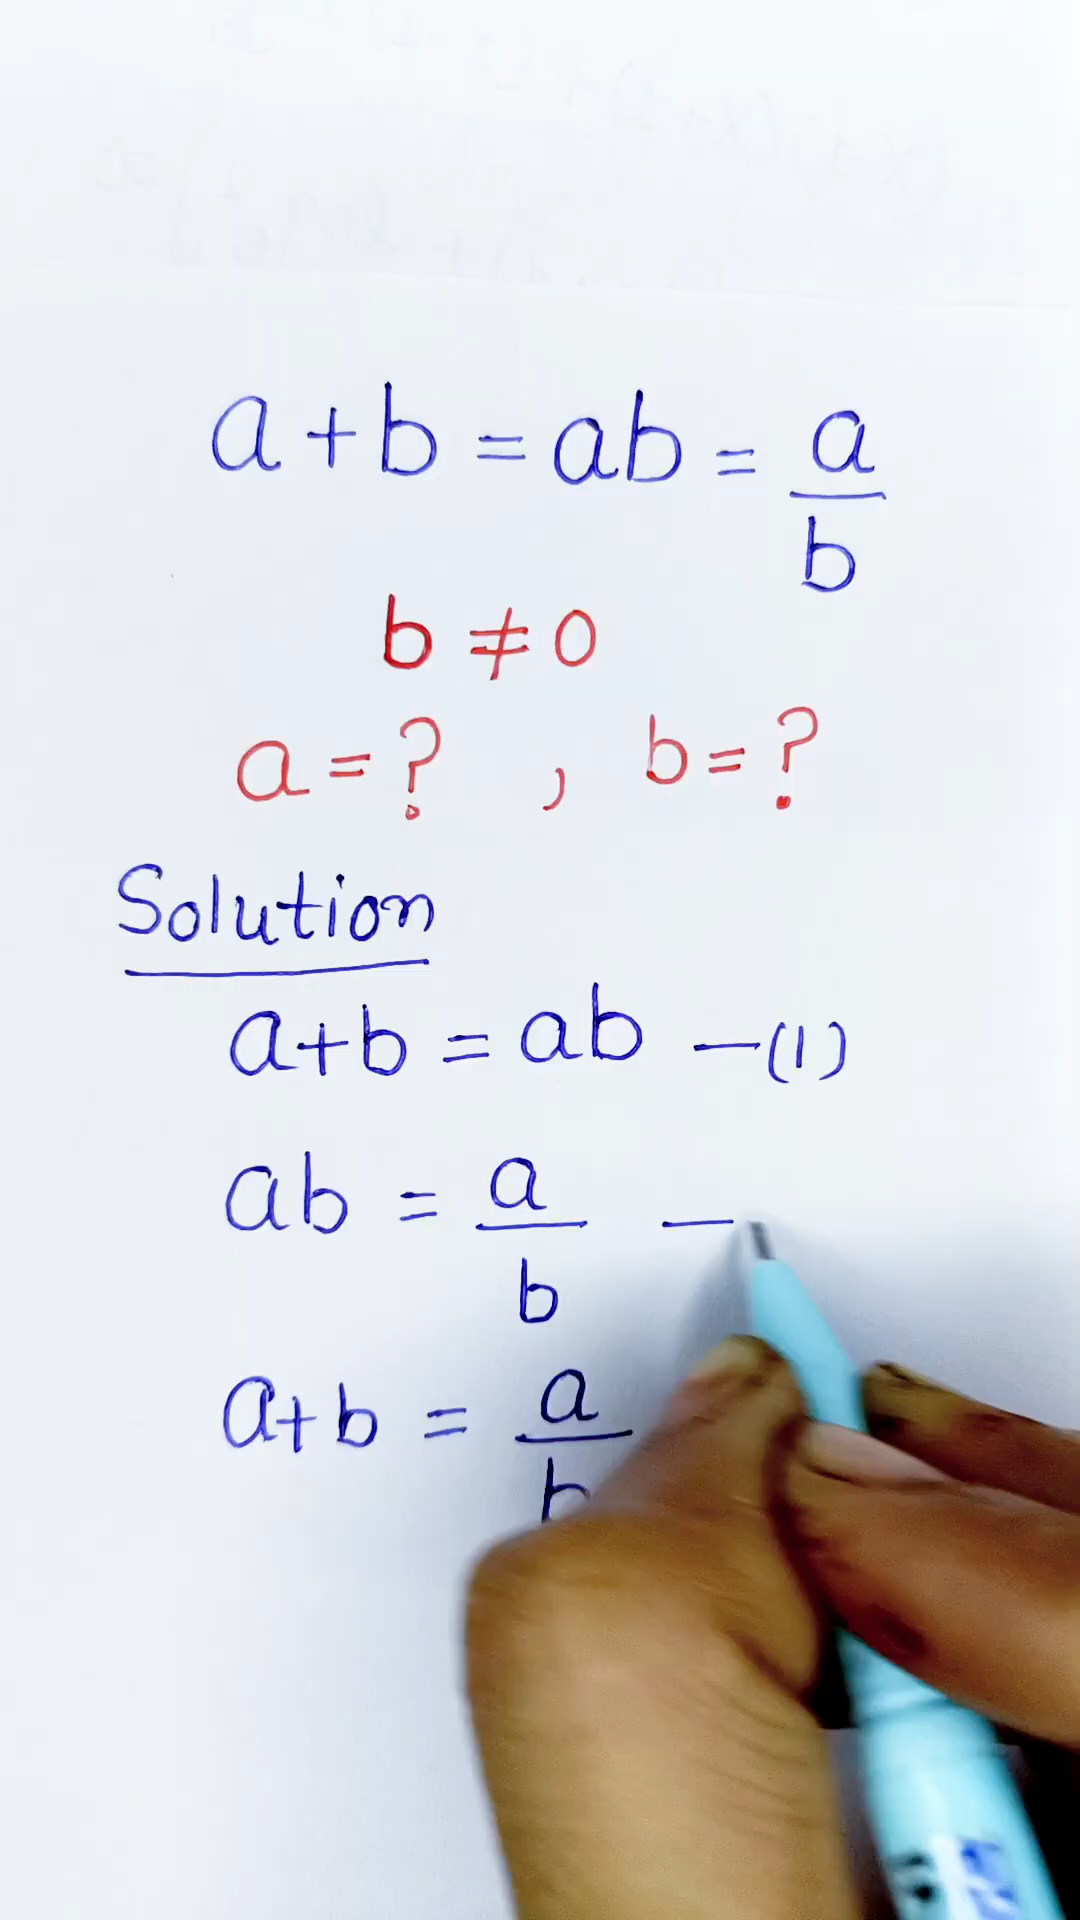 a + b = ab = a/b
b ≠ 0
a = ? , b = ?
Solution
a+b = ab —(1)
ab = a/b —
a+b = a/b